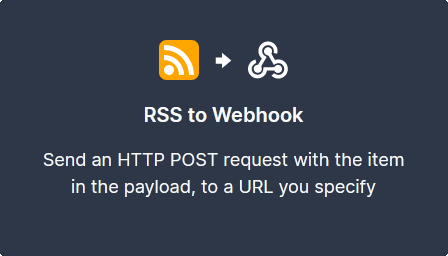 RSS to Webhook
Send an HTTP POST request with the item
in the payload, to a URL you specify